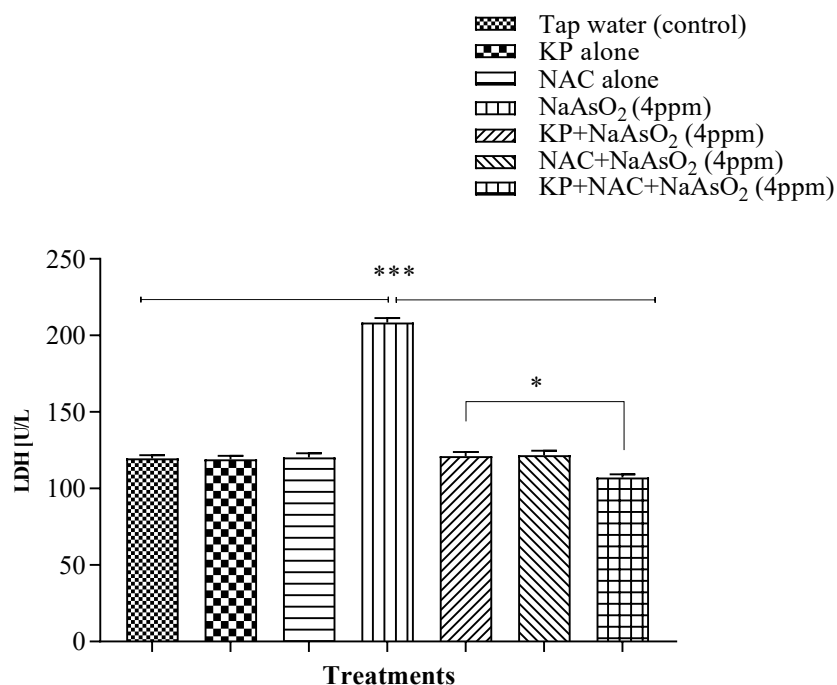 Tap water (control)
KP alone
NAC alone
NaAsO₂ (4ppm)
KP+NaAsO₂ (4ppm)
NAC+NaAsO₂ (4ppm)
KP+NAC+NaAsO₂ (4ppm)
250
200
150
100
50
0
LDH [U/L
***
*
Treatments